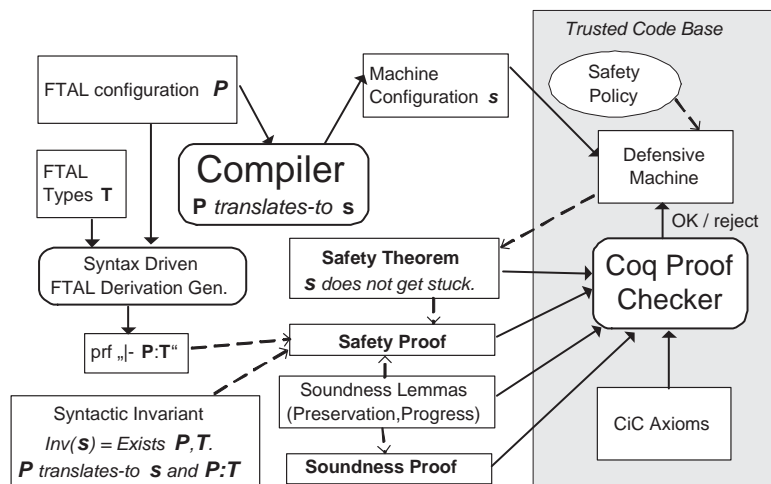 Trusted Code Base
FTAL configuration P
Machine
Configuration s
Safety
Policy
Compiler
P translates-to s
FTAL
Types T
Defensive
Machine
OK / reject
Syntax Driven
FTAL Derivation Gen.
Safety Theorem
s does not get stuck.
Coq Proof
Checker
prf „|- P:T“
Safety Proof
Soundness Lemmas
(Preservation,Progress)
Syntactic Invariant
Inv(s) = Exists P,T.
P translates-to s and P:T
CiC Axioms
Soundness Proof